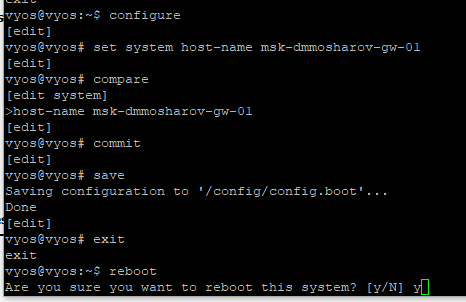 exit
vyos@vyos:~$ configure
[edit]
vyos@vyos# set system host-name msk-dmmosharov-gw-01
[edit]
vyos@vyos# compare
[edit system]
>host-name msk-dmmosharov-gw-01
[edit]
vyos@vyos# commit
[edit]
vyos@vyos# save
Saving configuration to '/config/config.boot'...
Done
[edit]
vyos@vyos# exit
exit
vyos@vyos:~$ reboot
Are you sure you want to reboot this system? [y/N] y